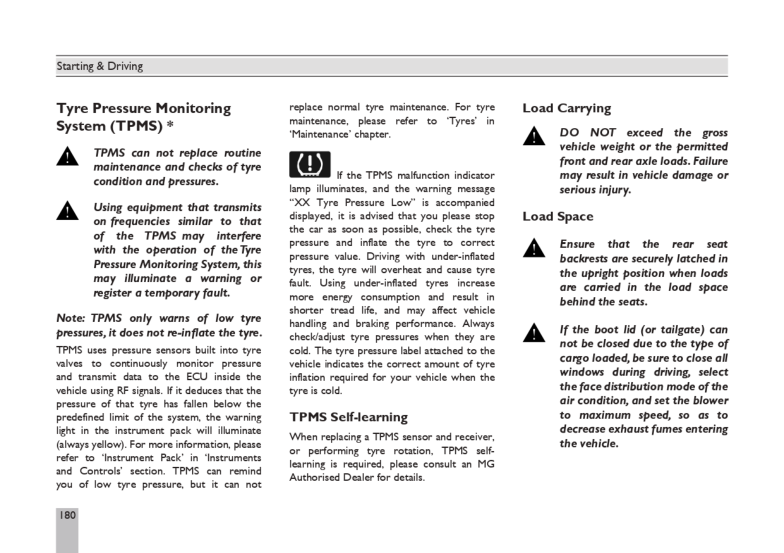 Starting & Driving
Tyre Pressure Monitoring
System (TPMS) *
TPMS can not replace routine
maintenance and checks of tyre
condition and pressures.
Using equipment that transmits
on frequencies similar to that
of the TPMS may interfere
with the operation of the Tyre
Pressure Monitoring System, this
may illuminate a warning or
register a temporary fault.
Note: TPMS only warns of low tyre
pressures, it does not re-inflate the tyre.
TPMS uses pressure sensors built into tyre
valves to continuously monitor pressure
and transmit data to the ECU inside the
vehicle using RF signals. If it deduces that the
pressure of that tyre has fallen below the
predefined limit of the system, the warning
light in the instrument pack will illuminate
(always yellow). For more information, please
refer to ‘Instrument Pack’ in ‘Instruments
and Controls’ section. TPMS can remind
you of low tyre pressure, but it can not
replace normal tyre maintenance. For tyre
maintenance, please refer to ‘Tyres’ in
‘Maintenance’ chapter.
If the TPMS malfunction indicator
lamp illuminates, and the warning message
“XX Tyre Pressure Low” is accompanied
displayed, it is advised that you please stop
the car as soon as possible, check the tyre
pressure and inflate the tyre to correct
pressure value. Driving with under-inflated
tyres, the tyre will overheat and cause tyre
fault. Using under-inflated tyres increase
more energy consumption and result in
shorter tread life, and may affect vehicle
handling and braking performance. Always
check/adjust tyre pressures when they are
cold. The tyre pressure label attached to the
vehicle indicates the correct amount of tyre
inflation required for your vehicle when the
tyre is cold.
TPMS Self-learning
When replacing a TPMS sensor and receiver,
or performing tyre rotation, TPMS self-
learning is required, please consult an MG
Authorised Dealer for details.
Load Carrying
DO NOT exceed the gross
vehicle weight or the permitted
front and rear axle loads. Failure
may result in vehicle damage or
serious injury.
Load Space
Ensure that the rear seat
backrests are securely latched in
the upright position when loads
are carried in the load space
behind the seats.
If the boot lid (or tailgate) can
not be closed due to the type of
cargo loaded, be sure to close all
windows during driving, select
the face distribution mode of the
air condition, and set the blower
to maximum speed, so as to
decrease exhaust fumes entering
the vehicle.
180